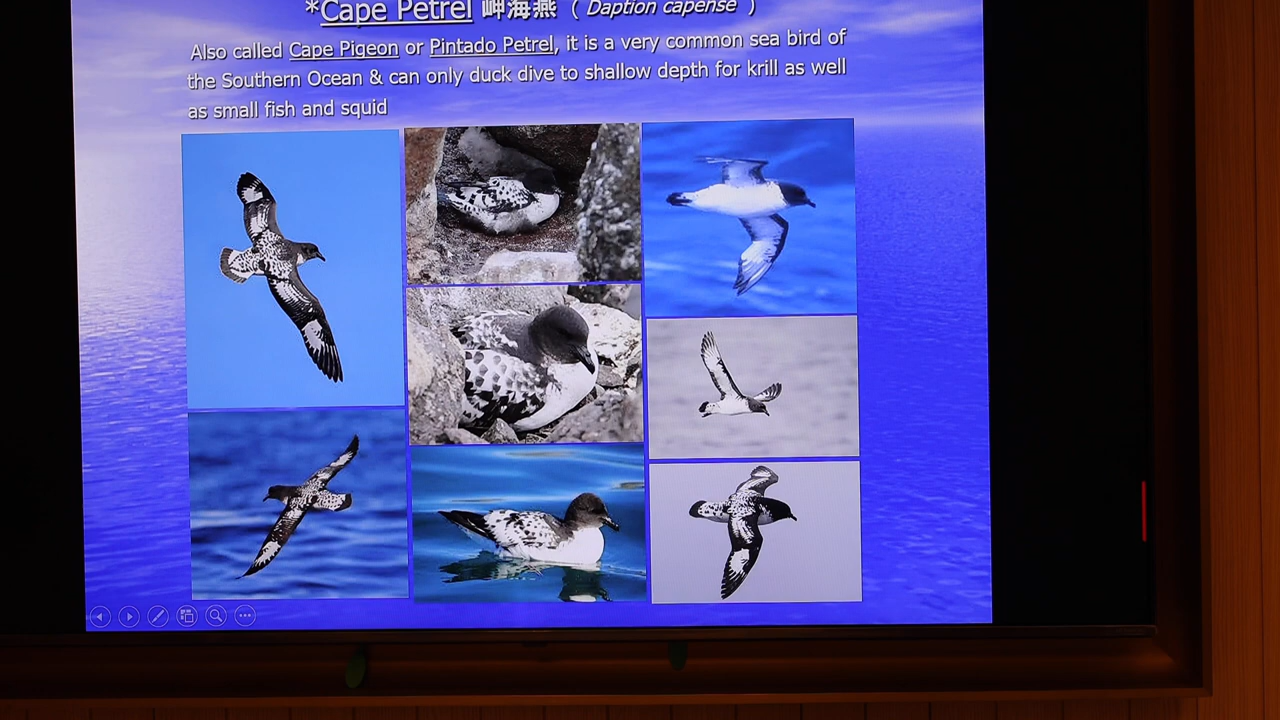 *Cape Petrel 岬海燕 ( Daption capense )
Also called Cape Pigeon or Pintado Petrel, it is a very common sea bird of
the Southern Ocean & can only duck dive to shallow depth for krill as well
as small fish and squid